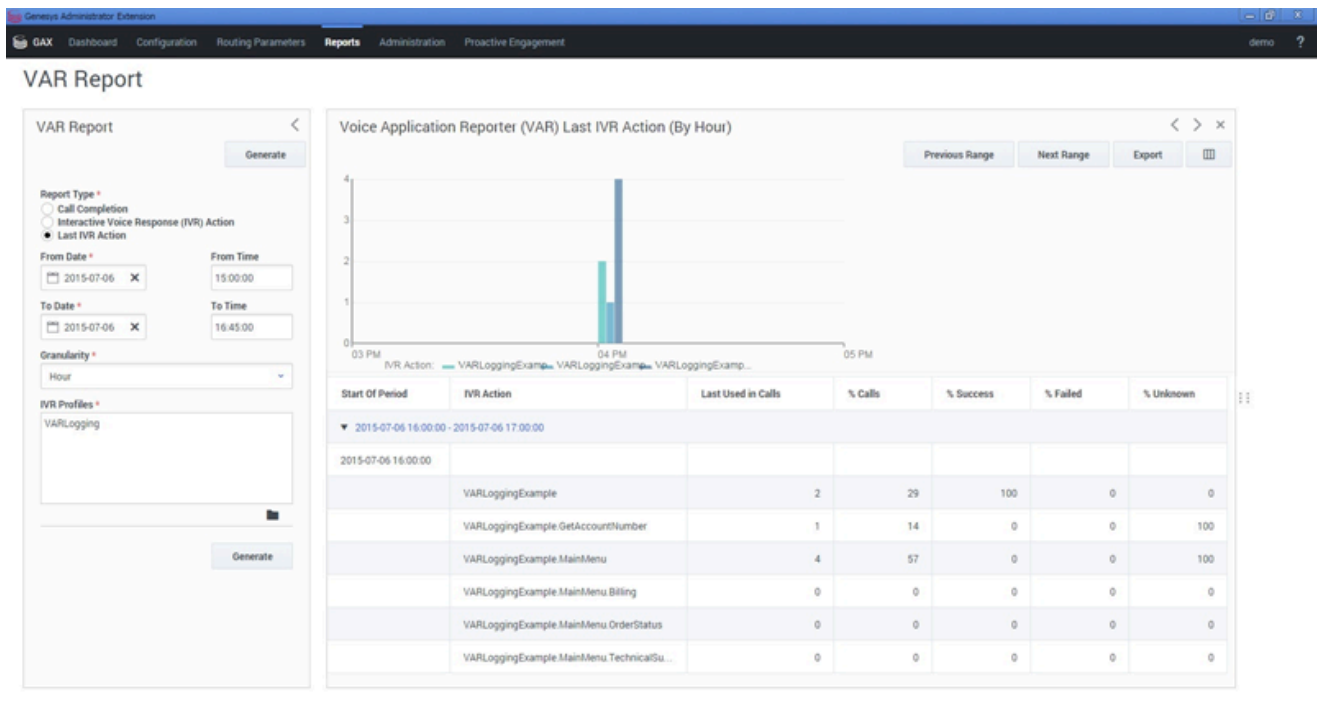 Genesys Administrator Extension
GAX Dashboard Configuration Routing Parameters Reports Administration Proactive Engagement demo ?
VAR Report
VAR Report
Generate
Report Type *
Call Completion
Interactive Voice Response (IVR) Action
Last IVR Action
From Date * From Time
2015-07-06 15:00:00
To Date * To Time
2015-07-06 16:45:00
Granularity *
Hour
IVR Profiles *
VARLogging
Generate
Voice Application Reporter (VAR) Last IVR Action (By Hour)
Previous Range Next Range Export
4
3
2
1
0
03 PM 04 PM 05 PM
IVR Action: VARLoggingExamp... VARLoggingExamp... VARLoggingExamp...
Start Of Period IVR Action Last Used in Calls % Calls % Success % Failed % Unknown
2015-07-06 16:00:00 - 2015-07-06 17:00:00
2015-07-06 16:00:00
VARLoggingExample 2 29 100 0 0
VARLoggingExample.GetAccountNumber 1 14 0 0 100
VARLoggingExample.MainMenu 4 57 0 0 100
VARLoggingExample.MainMenu.Billing 0 0 0 0 0
VARLoggingExample.MainMenu.OrderStatus 0 0 0 0 0
VARLoggingExample.MainMenu.TechnicalSu... 0 0 0 0 0